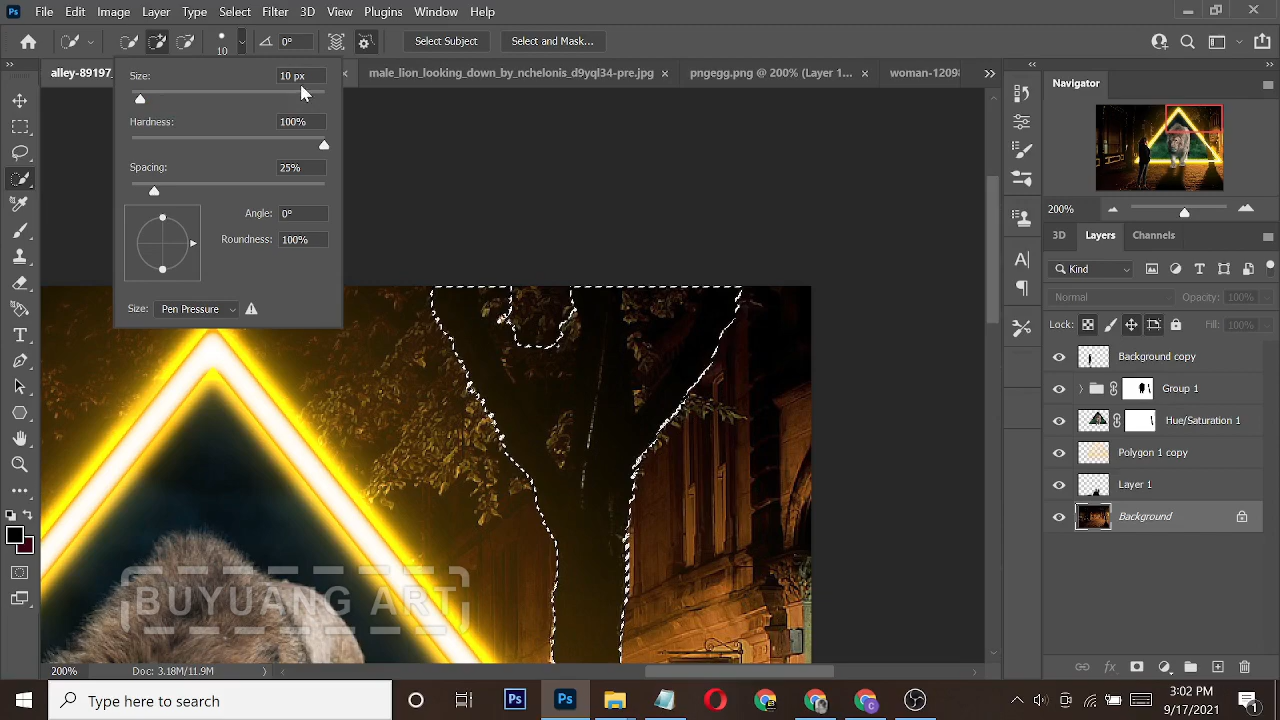 Ps File Edit Image Layer Type Select Filter 3D View Plugins Window Help
10 0° Select Subject Select and Mask...
alley-89197 male_lion_looking_down_by_nchelonis_d9yql34-pre.jpg pngegg.png @ 200% (Layer 1... woman-12098
Size: 10 px
Hardness: 100%
Spacing: 25%
Angle: 0°
Roundness: 100%
Size: Pen Pressure
BUYUANG ART
Navigator
200%
3D Layers Channels
Kind
Normal Opacity: 100%
Lock: Fill: 100%
Background copy
Group 1
Hue/Saturation 1
Polygon 1 copy
Layer 1
Background
200% Doc: 3.18M/11.9M
Type here to search
3:02 PM
9/17/2021